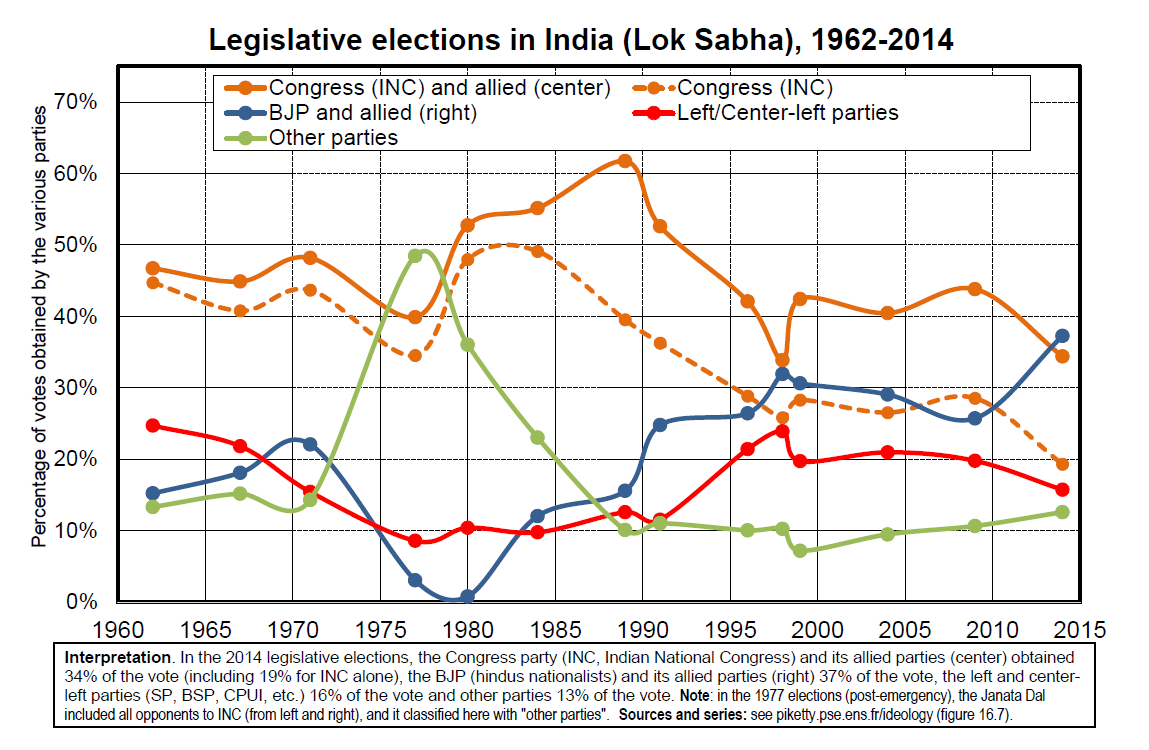 Legislative elections in India (Lok Sabha), 1962-2014
Percentage of votes obtained by the various parties
70%
60%
50%
40%
30%
20%
10%
0%
Congress (INC) and allied (center)
Congress (INC)
BJP and allied (right)
Left/Center-left parties
Other parties
1960 1965 1970 1975 1980 1985 1990 1995 2000 2005 2010 2015
Interpretation. In the 2014 legislative elections, the Congress party (INC, Indian National Congress) and its allied parties (center) obtained
34% of the vote (including 19% for INC alone), the BJP (hindus nationalists) and its allied parties (right) 37% of the vote, the left and center-
left parties (SP, BSP, CPUI, etc.) 16% of the vote and other parties 13% of the vote. Note: in the 1977 elections (post-emergency), the Janata Dal
included all opponents to INC (from left and right), and it classified here with "other parties". Sources and series: see piketty.pse.ens.fr/ideology (figure 16.7).